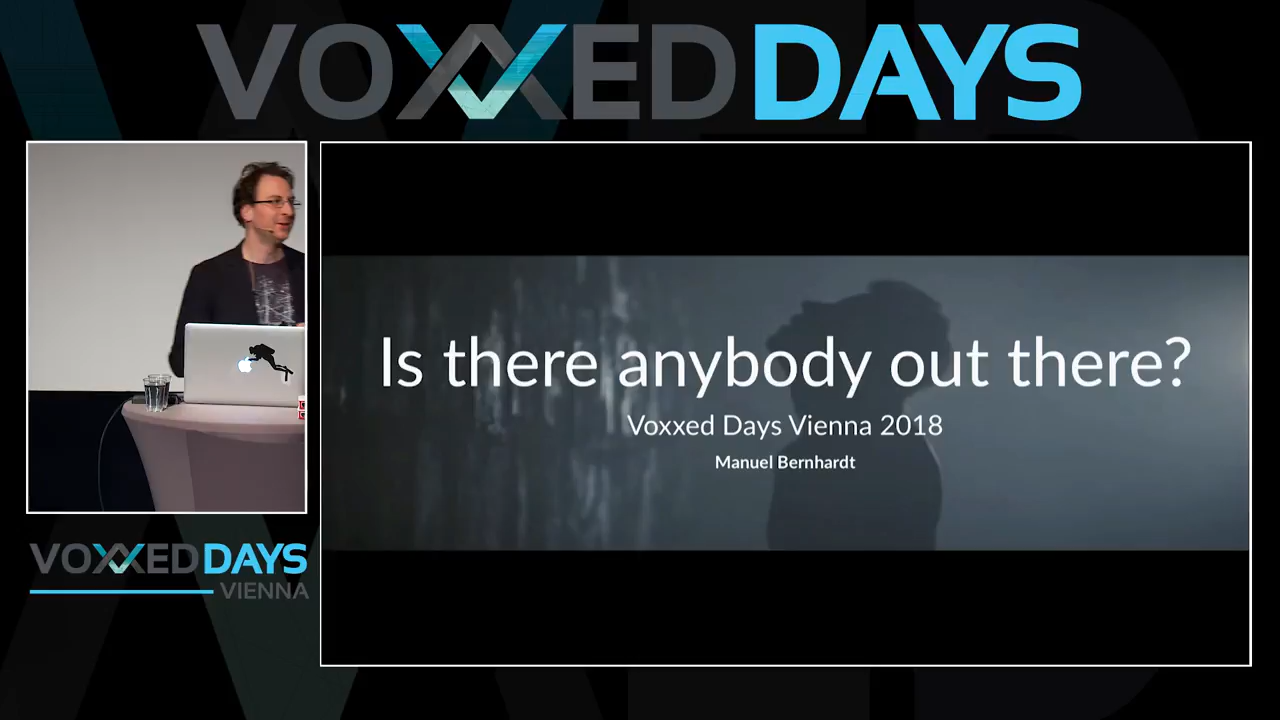 VOXXED DAYS
Is there anybody out there?
Voxxed Days Vienna 2018
Manuel Bernhardt
VOXXED DAYS
VIENNA